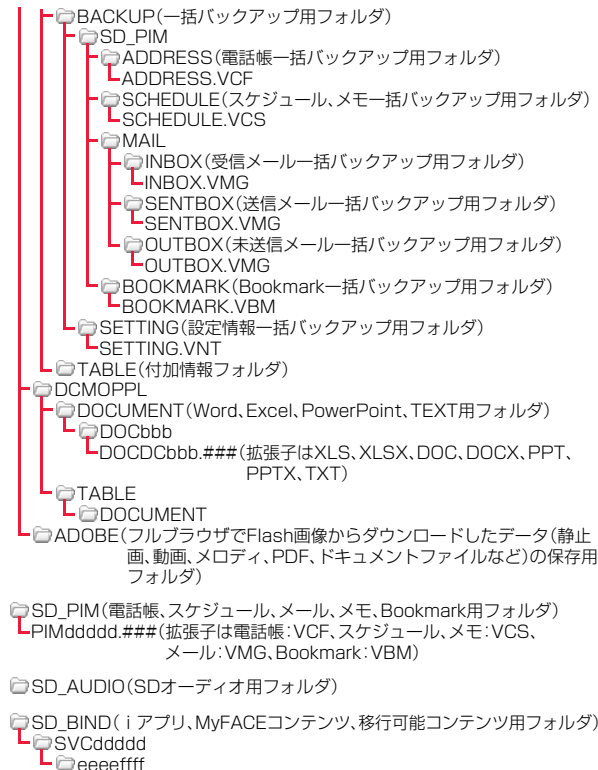 BACKUP(一括バックアップ用フォルダ)
SD_PIM
ADDRESS(電話帳一括バックアップ用フォルダ)
ADDRESS.VCF
SCHEDULE(スケジュール、メモ一括バックアップ用フォルダ)
SCHEDULE.VCS
MAIL
INBOX(受信メール一括バックアップ用フォルダ)
INBOX.VMG
SENTBOX(送信メール一括バックアップ用フォルダ)
SENTBOX.VMG
OUTBOX(未送信メール一括バックアップ用フォルダ)
OUTBOX.VMG
BOOKMARK(Bookmark一括バックアップ用フォルダ)
BOOKMARK.VBM
SETTING(設定情報一括バックアップ用フォルダ)
SETTING.VNT
TABLE(付加情報フォルダ)
DCMOPPL
DOCUMENT(Word、Excel、PowerPoint、TEXT用フォルダ)
DOCbbb
DOCDCbbb.###(拡張子はXLS、XLSX、DOC、DOCX、PPT、
PPTX、TXT)
TABLE
DOCUMENT
ADOBE(フルブラウザでFlash画像からダウンロードしたデータ(静止
画、動画、メロディ、PDF、ドキュメントファイルなど)の保存用
フォルダ)
SD_PIM(電話帳、スケジュール、メール、メモ、Bookmark用フォルダ)
PIMddddd.###(拡張子は電話帳:VCF、スケジュール、メモ:VCS、
メール:VMG、Bookmark:VBM)
SD_AUDIO(SDオーディオ用フォルダ)
SD_BIND(iアプリ、MyFACEコンテンツ、移行可能コンテンツ用フォルダ)
SVCddddd
eeeeffff